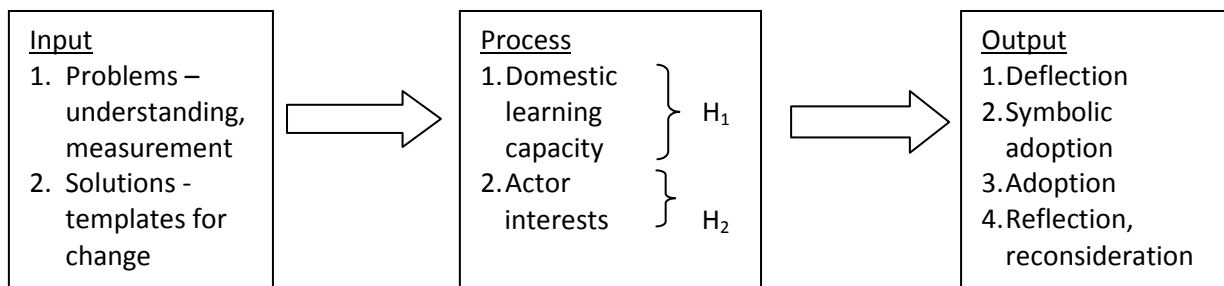 Input
1. Problems –
understanding,
measurement
2. Solutions -
templates for
change
Process
1. Domestic
learning
capacity
H₁
2. Actor
interests
H₂
Output
1. Deflection
2. Symbolic
adoption
3. Adoption
4. Reflection,
reconsideration